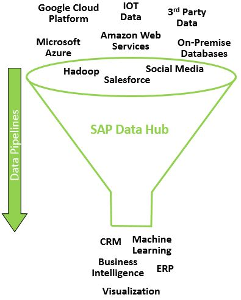 Google Cloud
Platform
IOT
Data
3rd Party
Data
Microsoft
Azure
Amazon Web
Services
On-Premise
Databases
Hadoop
Social Media
Salesforce
SAP Data Hub
Data Pipelines
CRM
Machine
Learning
Business
Intelligence
ERP
Visualization